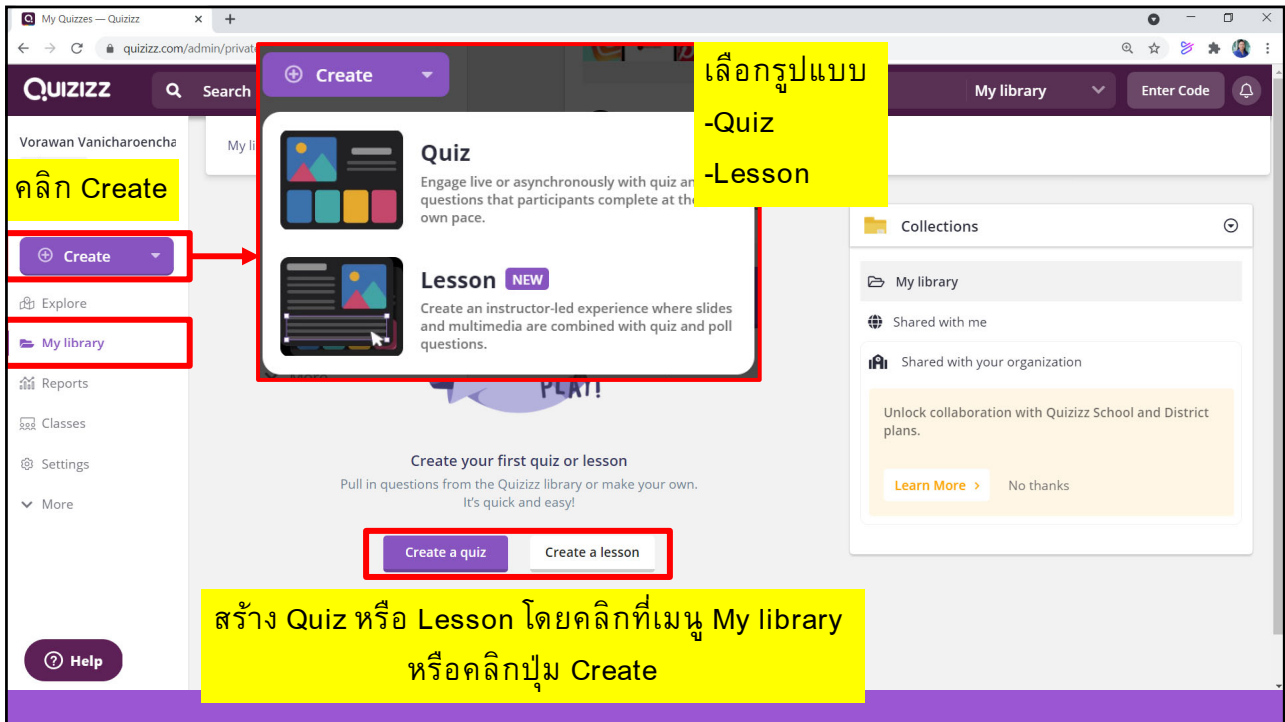 My Quizzes — Quizizz
quizizz.com/admin/private
QUIZIZZ
Search
My library
Enter Code
Vorawan Vanicharoencha
คลิก Create
Create
Explore
My library
Reports
Classes
Settings
More
Help
Create
เลือกรูปแบบ
-Quiz
-Lesson
Quiz
Engage live or asynchronously with quiz an
questions that participants complete at the
own pace.
Lesson NEW
Create an instructor-led experience where slides
and multimedia are combined with quiz and poll
questions.
More
PLAY!
Create your first quiz or lesson
Pull in questions from the Quizizz library or make your own.
It's quick and easy!
Create a quiz
Create a lesson
สร้าง Quiz หรือ Lesson โดยคลิกที่เมนู My library
หรือคลิกปุ่ม Create
Collections
My library
Shared with me
Shared with your organization
Unlock collaboration with Quizizz School and District
plans.
Learn More >
No thanks